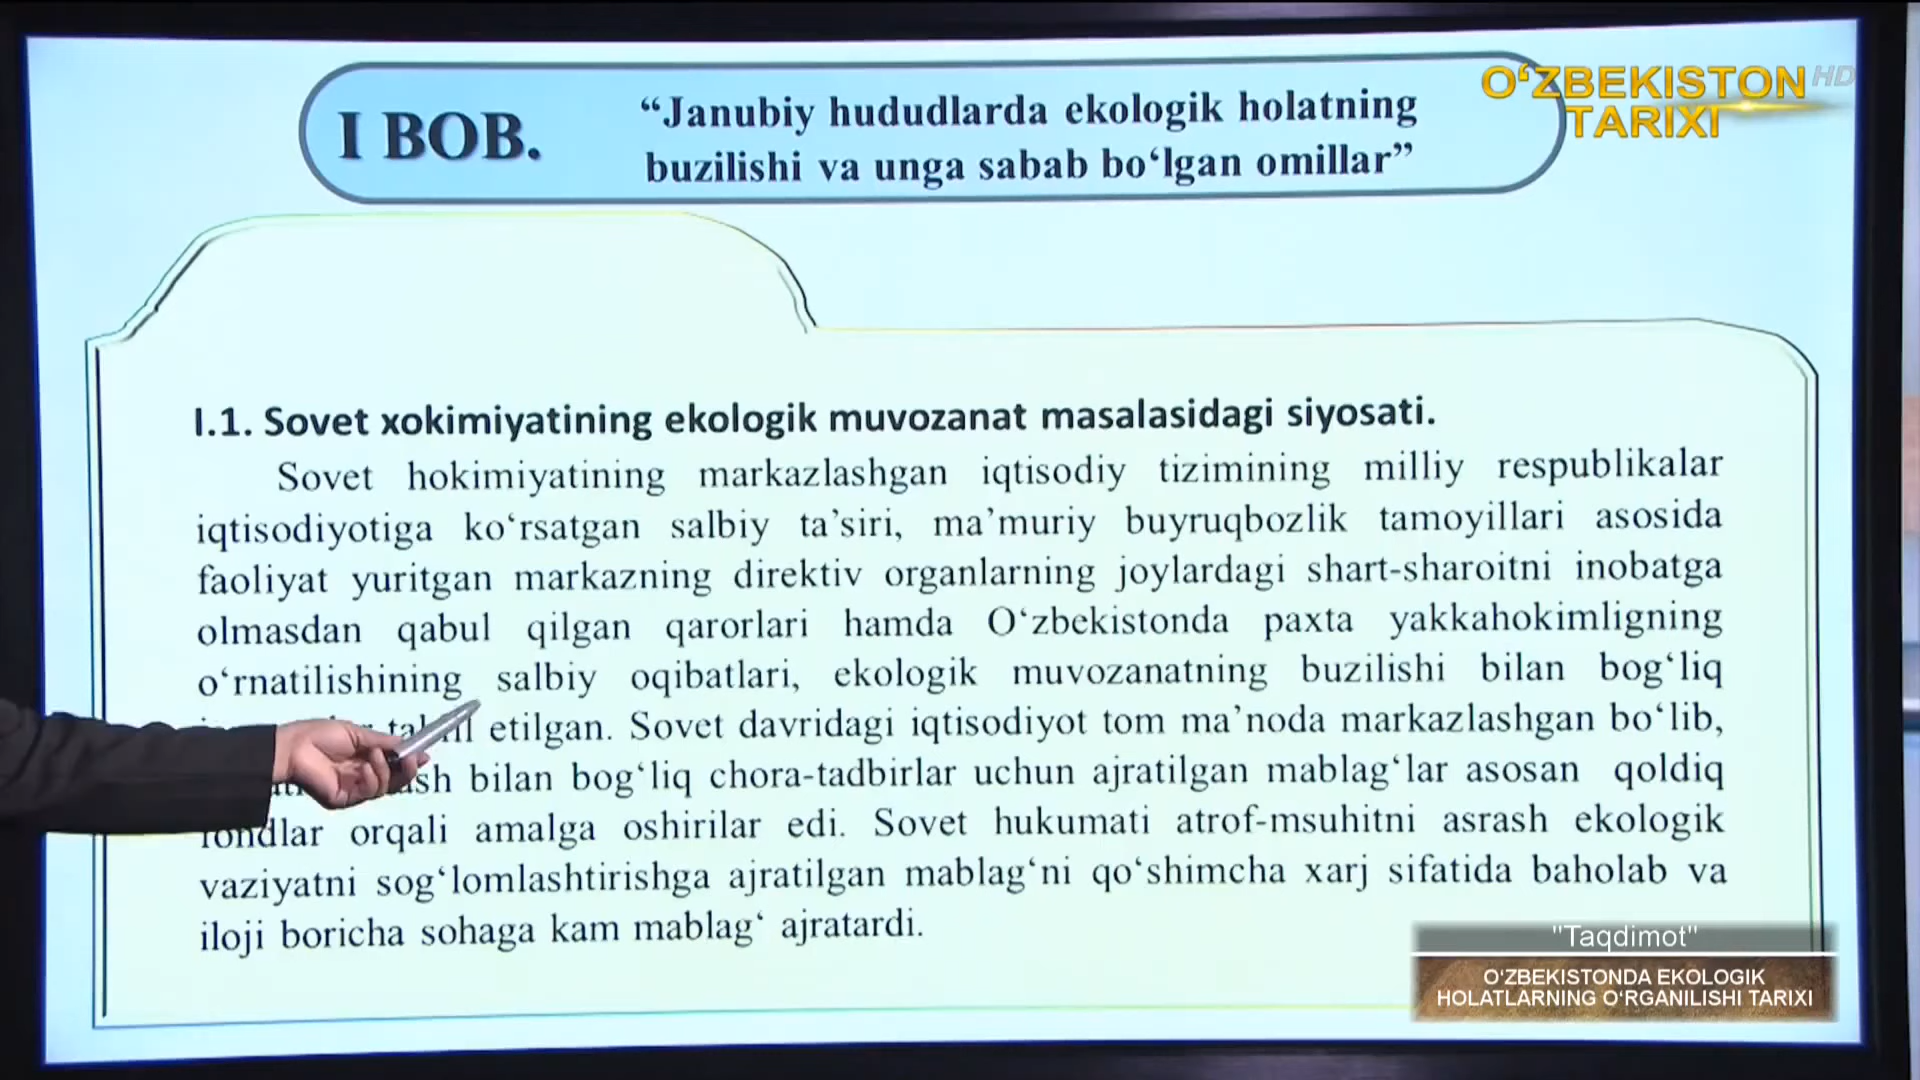 I BOB.
“Janubiy hududlarda ekologik holatning
buzilishi va unga sabab bo‘lgan omillar”
O‘ZBEKISTON HD
TARIXI
I.1. Sovet xokimiyatining ekologik muvozanat masalasidagi siyosati.
Sovet hokimiyatining markazlashgan iqtisodiy tizimining milliy respublikalar
iqtisodiyotiga ko‘rsatgan salbiy ta’siri, ma’muriy buyruqbozlik tamoyillari asosida
faoliyat yuritgan markazning direktiv organlarning joylardagi shart-sharoitni inobatga
olmasdan qabul qilgan qarorlari hamda O‘zbekistonda paxta yakkahokimligning
o‘rnatilishining salbiy oqibatlari, ekologik muvozanatning buzilishi bilan bog‘liq
etilgan. Sovet davridagi iqtisodiyot tom ma’noda markazlashgan bo‘lib,
bilan bog‘liq chora-tadbirlar uchun ajratilgan mablag‘lar asosan qoldiq
fondlar orqali amalga oshirilar edi. Sovet hukumati atrof-msuhitni asrash ekologik
vaziyatni sog‘lomlashtirishga ajratilgan mablag‘ni qo‘shimcha xarj sifatida baholab va
iloji boricha sohaga kam mablag‘ ajratardi.
"Taqdimot"
O‘ZBEKISTONDA EKOLOGIK
HOLATLARNING O‘RGANILISHI TARIXI